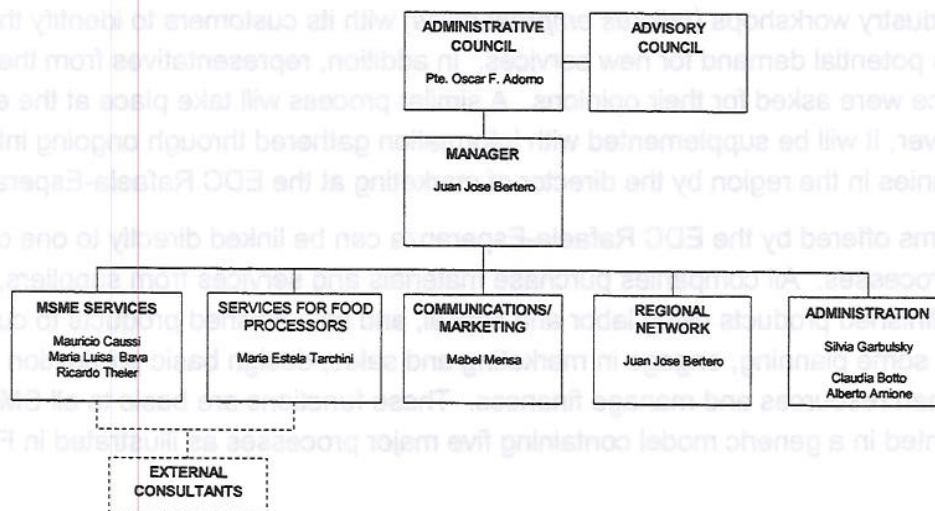 ADMINISTRATIVE
COUNCIL
Pte. Oscar F. Adorno
ADVISORY
COUNCIL
MANAGER
Juan Jose Bertero
MSME SERVICES
Mauricio Caussi
Maria Luisa Bava
Ricardo Theler
SERVICES FOR FOOD
PROCESSORS
Maria Estela Tarchini
COMMUNICATIONS/
MARKETING
Mabel Mensa
REGIONAL
NETWORK
Juan Jose Bertero
ADMINISTRATION
Silvia Garbulsky
Claudia Botto
Alberto Amione
EXTERNAL
CONSULTANTS